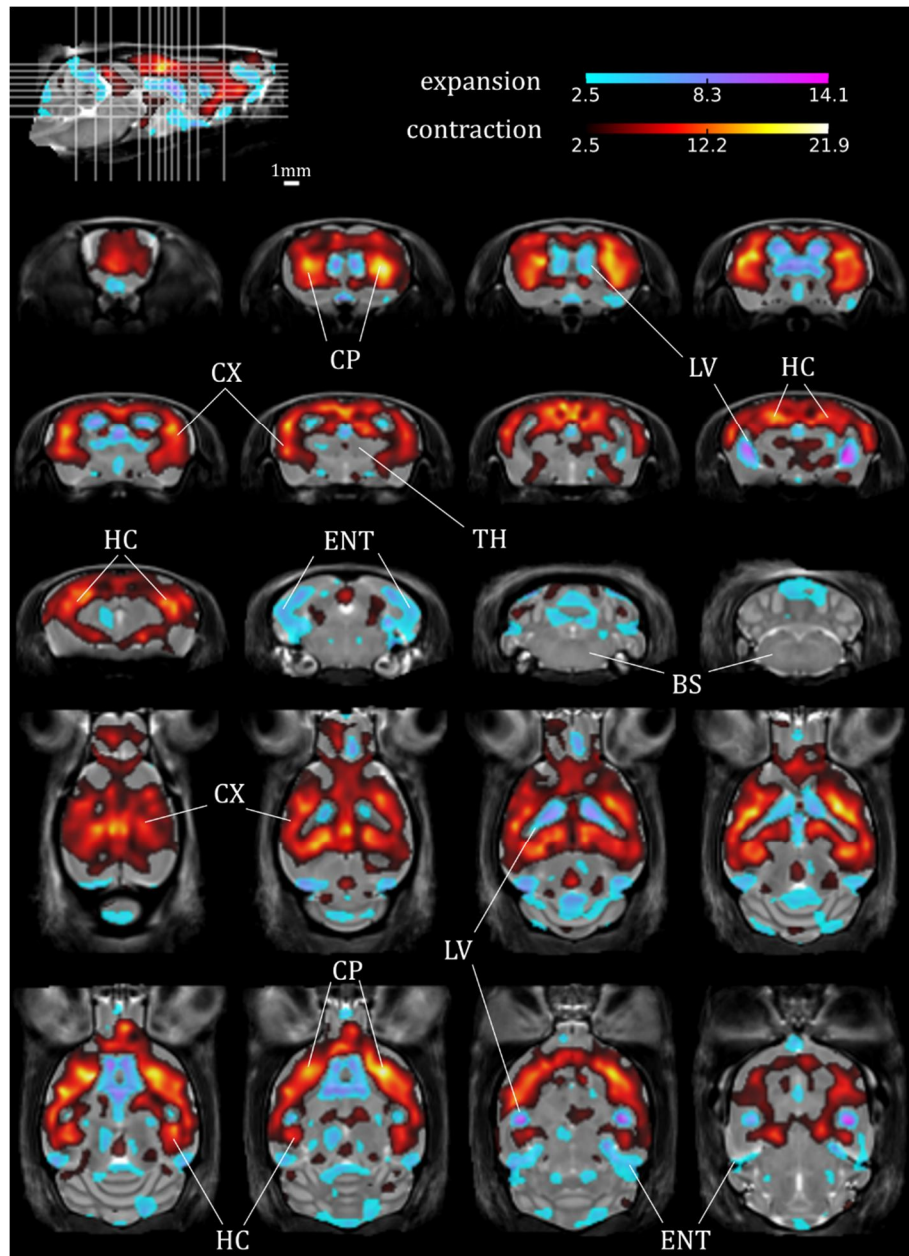 expansion
2.5 8.3 14.1
contraction
2.5 12.2 21.9
1mm
CP
LV
HC
CX
TH
HC
ENT
BS
CX
LV
CP
HC
ENT